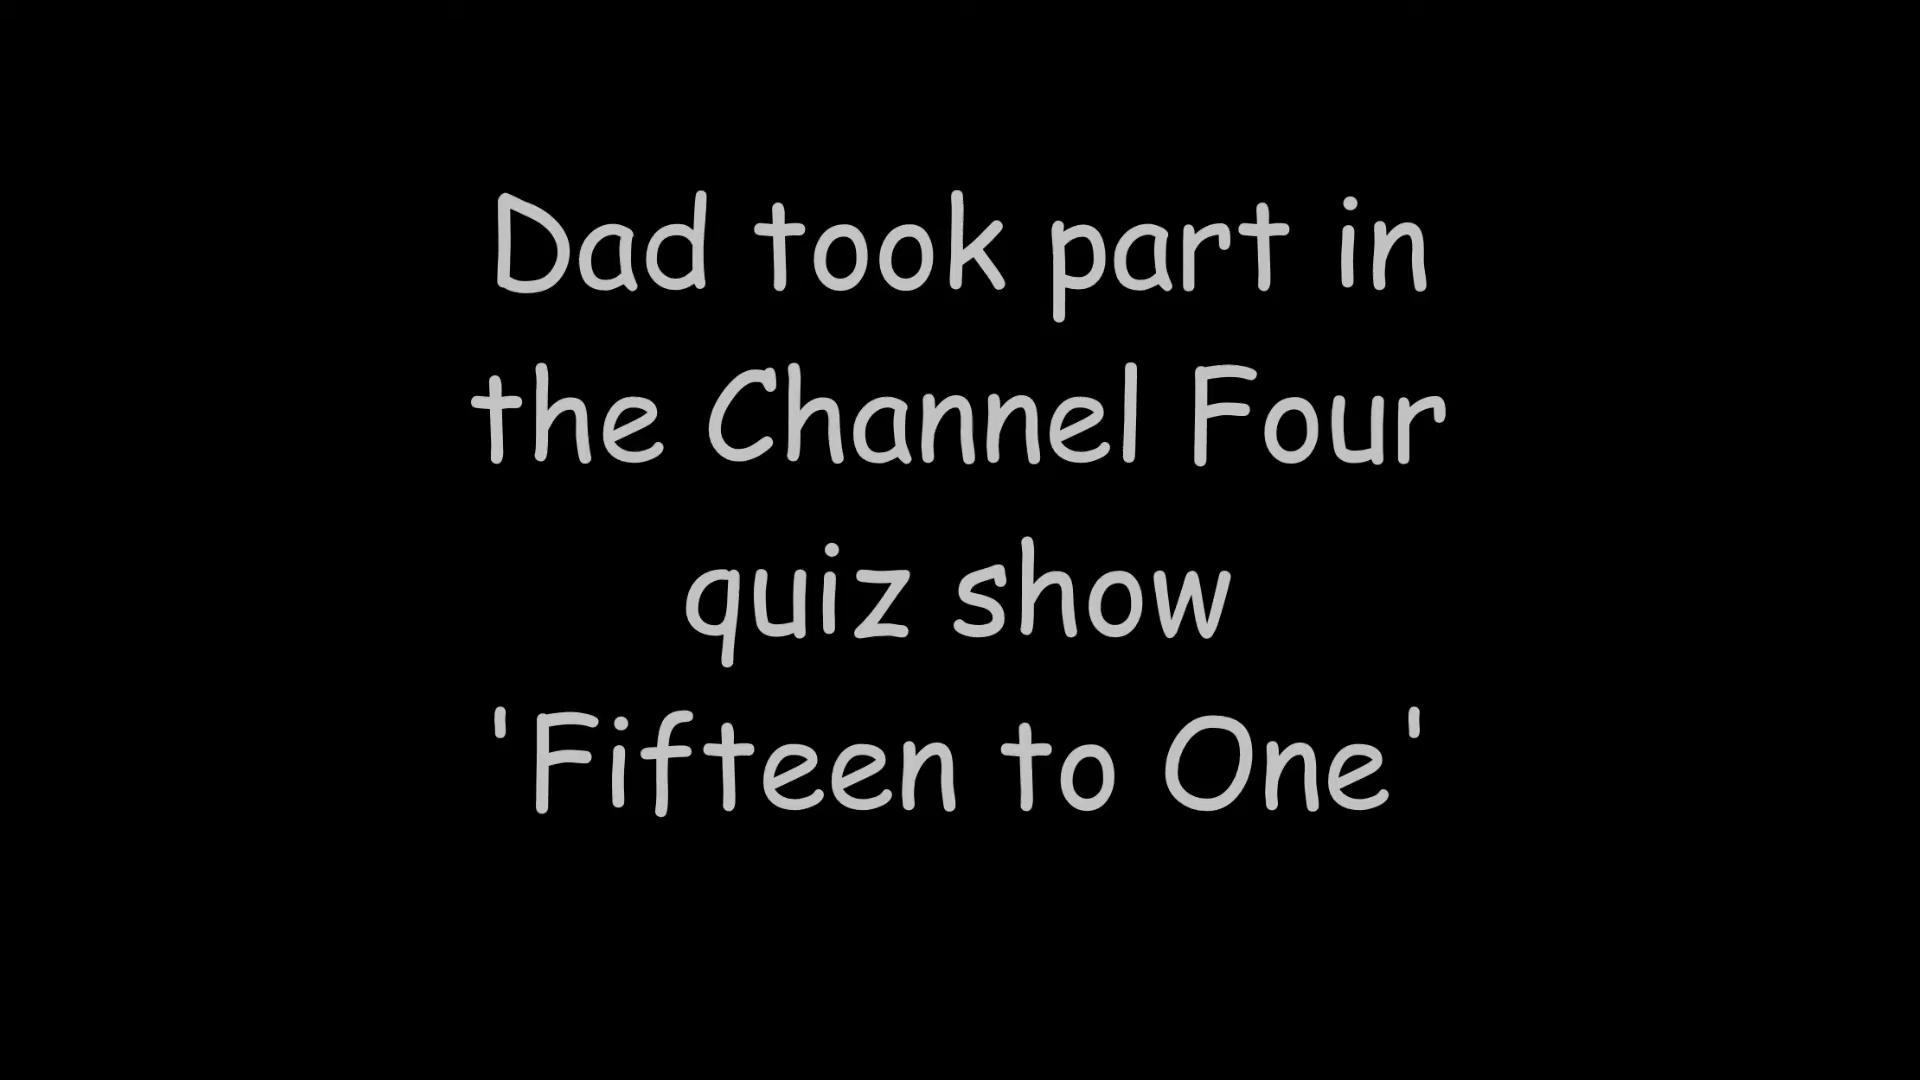 Dad took part in
the Channel Four
quiz show
'Fifteen to One'